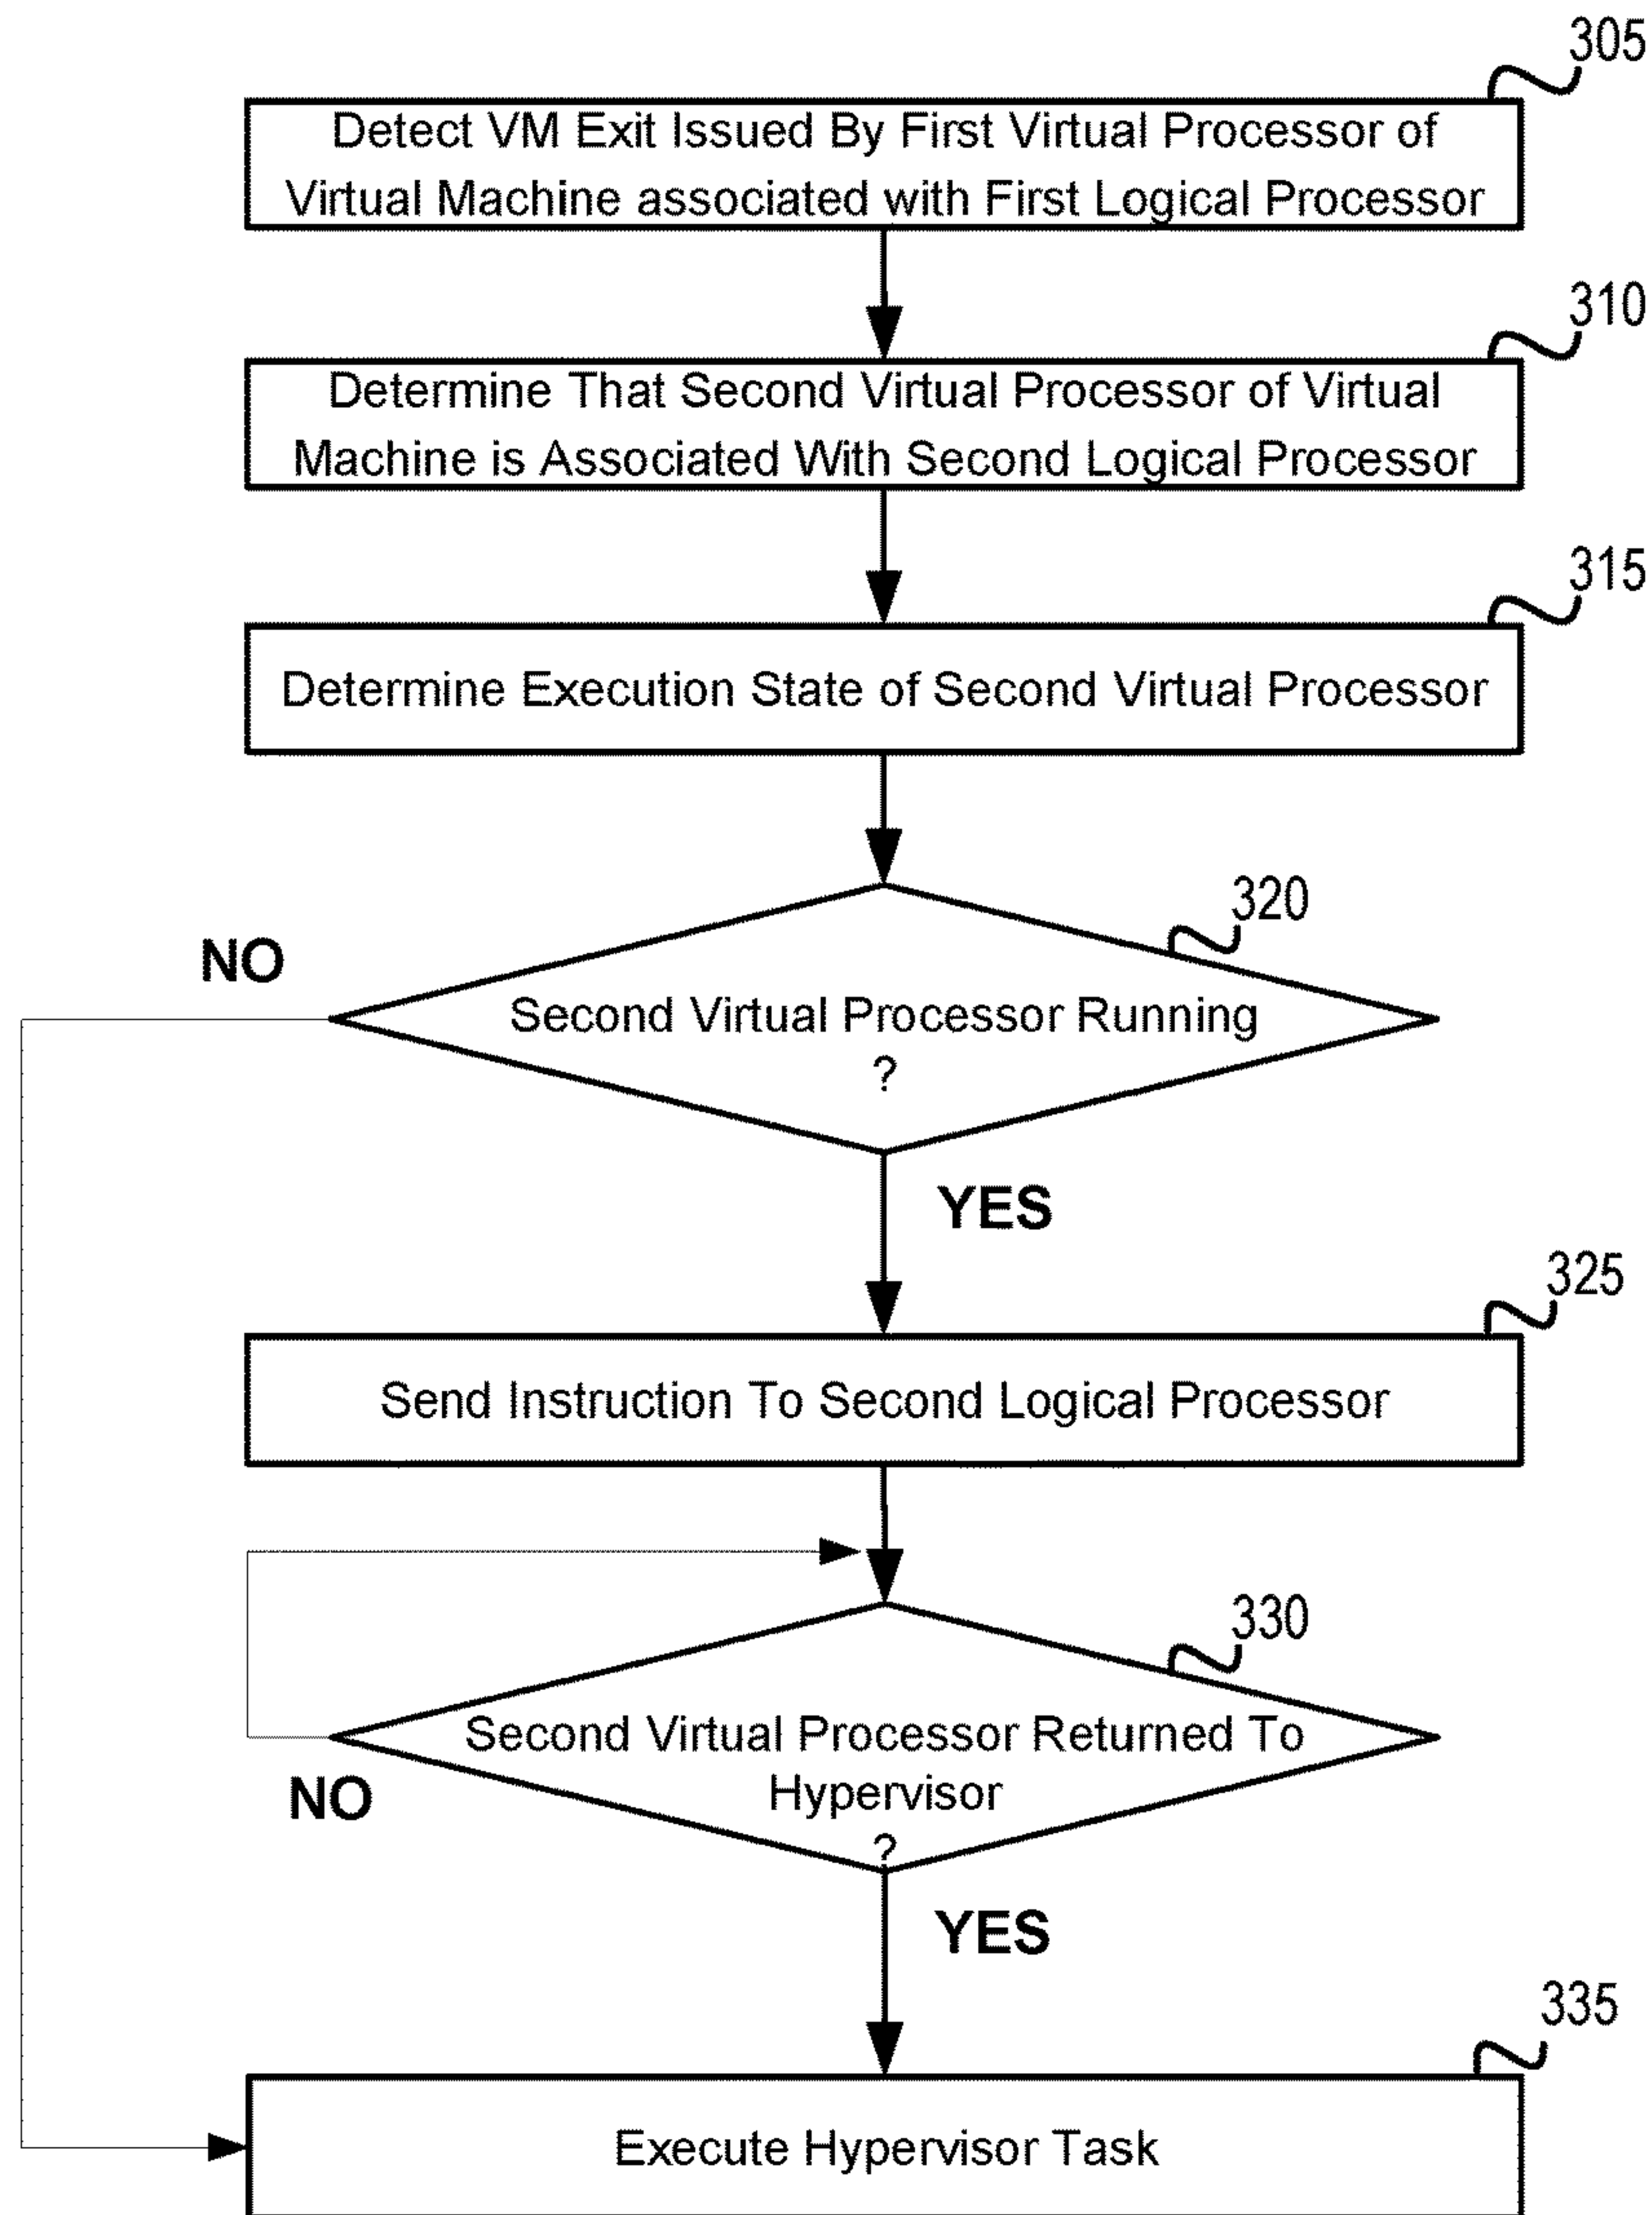 305
Detect VM Exit Issued By First Virtual Processor of
Virtual Machine associated with First Logical Processor
310
Determine That Second Virtual Processor of Virtual
Machine is Associated With Second Logical Processor
315
Determine Execution State of Second Virtual Processor
320
NO
Second Virtual Processor Running
?
YES
325
Send Instruction To Second Logical Processor
330
Second Virtual Processor Returned To
Hypervisor
?
NO
YES
335
Execute Hypervisor Task